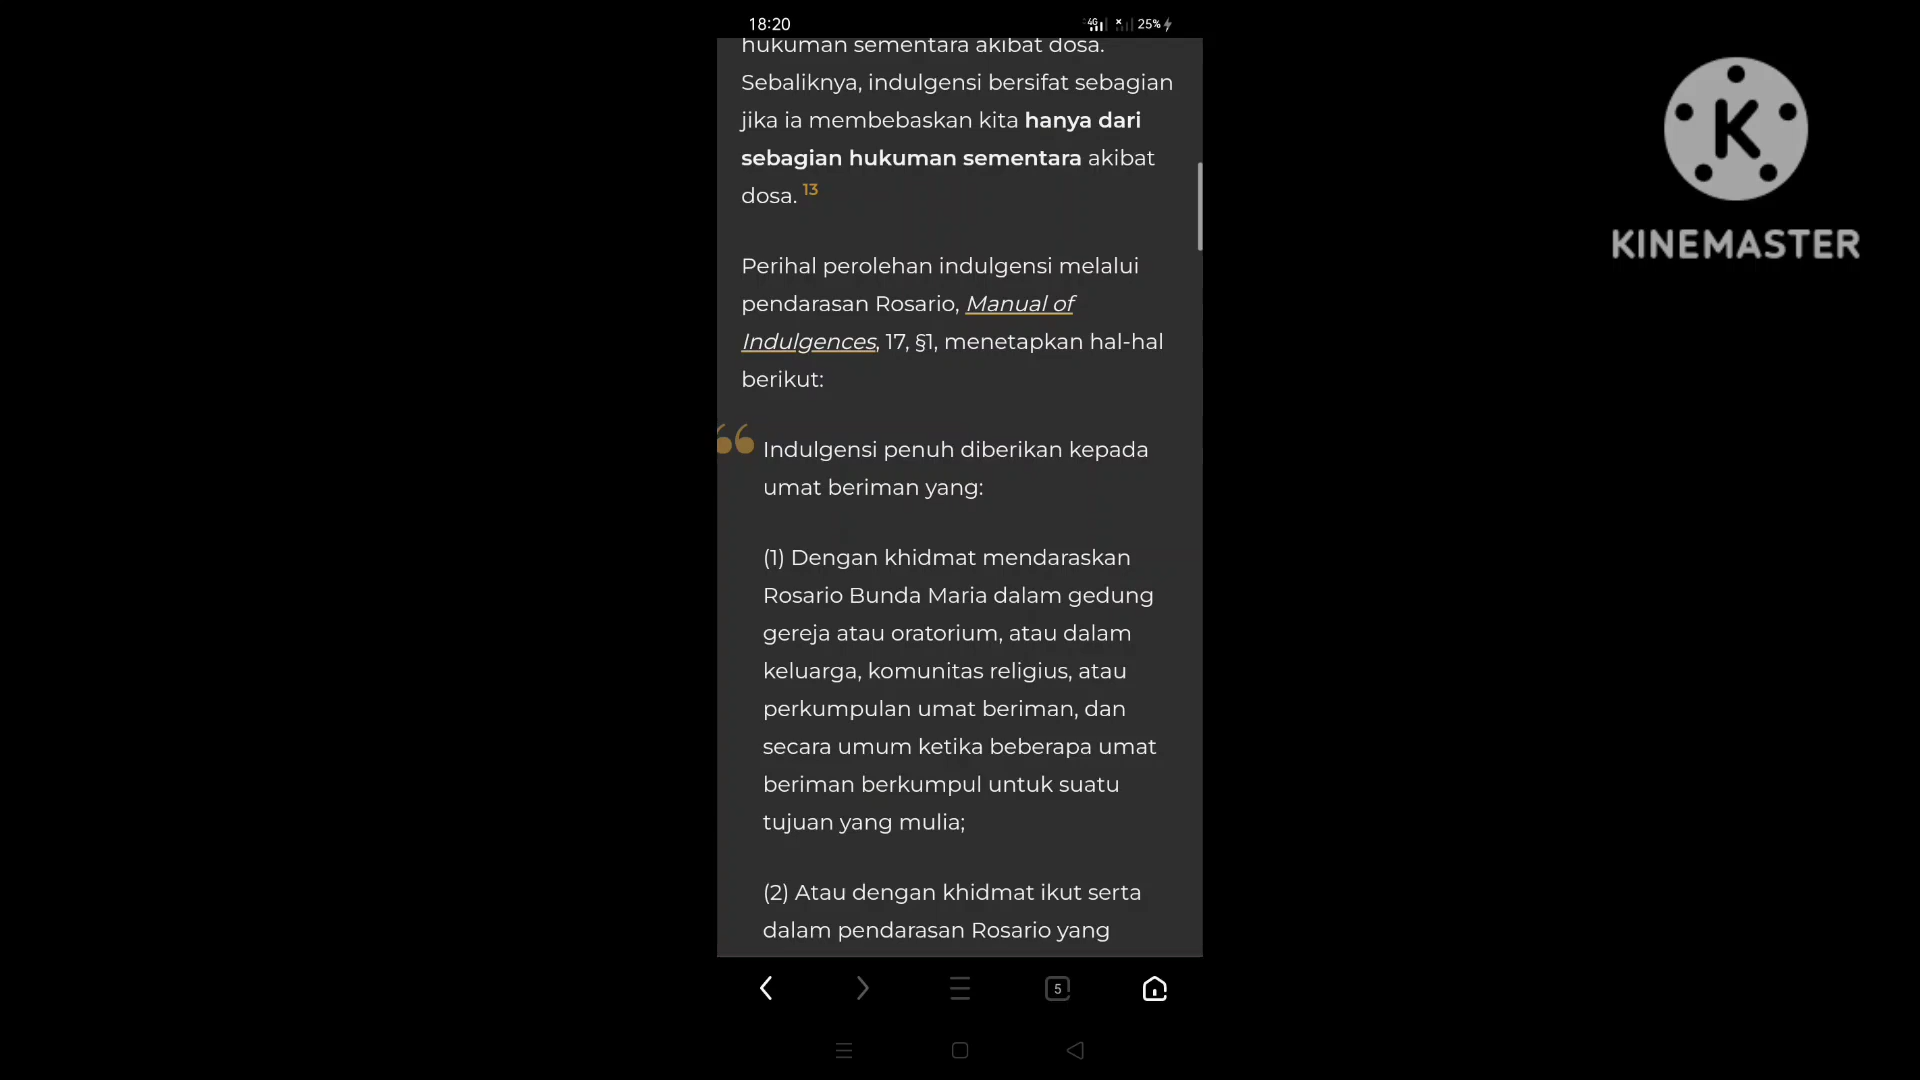 18:20
4G
25%
hukuman sementara akibat dosa.
Sebaliknya, indulgensi bersifat sebagian
jika ia membebaskan kita hanya dari
sebagian hukuman sementara akibat
dosa. 13
Perihal perolehan indulgensi melalui
pendarasan Rosario, Manual of
Indulgences, 17, §1, menetapkan hal-hal
berikut:
“ Indulgensi penuh diberikan kepada
umat beriman yang:
(1) Dengan khidmat mendaraskan
Rosario Bunda Maria dalam gedung
gereja atau oratorium, atau dalam
keluarga, komunitas religius, atau
perkumpulan umat beriman, dan
secara umum ketika beberapa umat
beriman berkumpul untuk suatu
tujuan yang mulia;
(2) Atau dengan khidmat ikut serta
dalam pendarasan Rosario yang
5
K
KINEMASTER